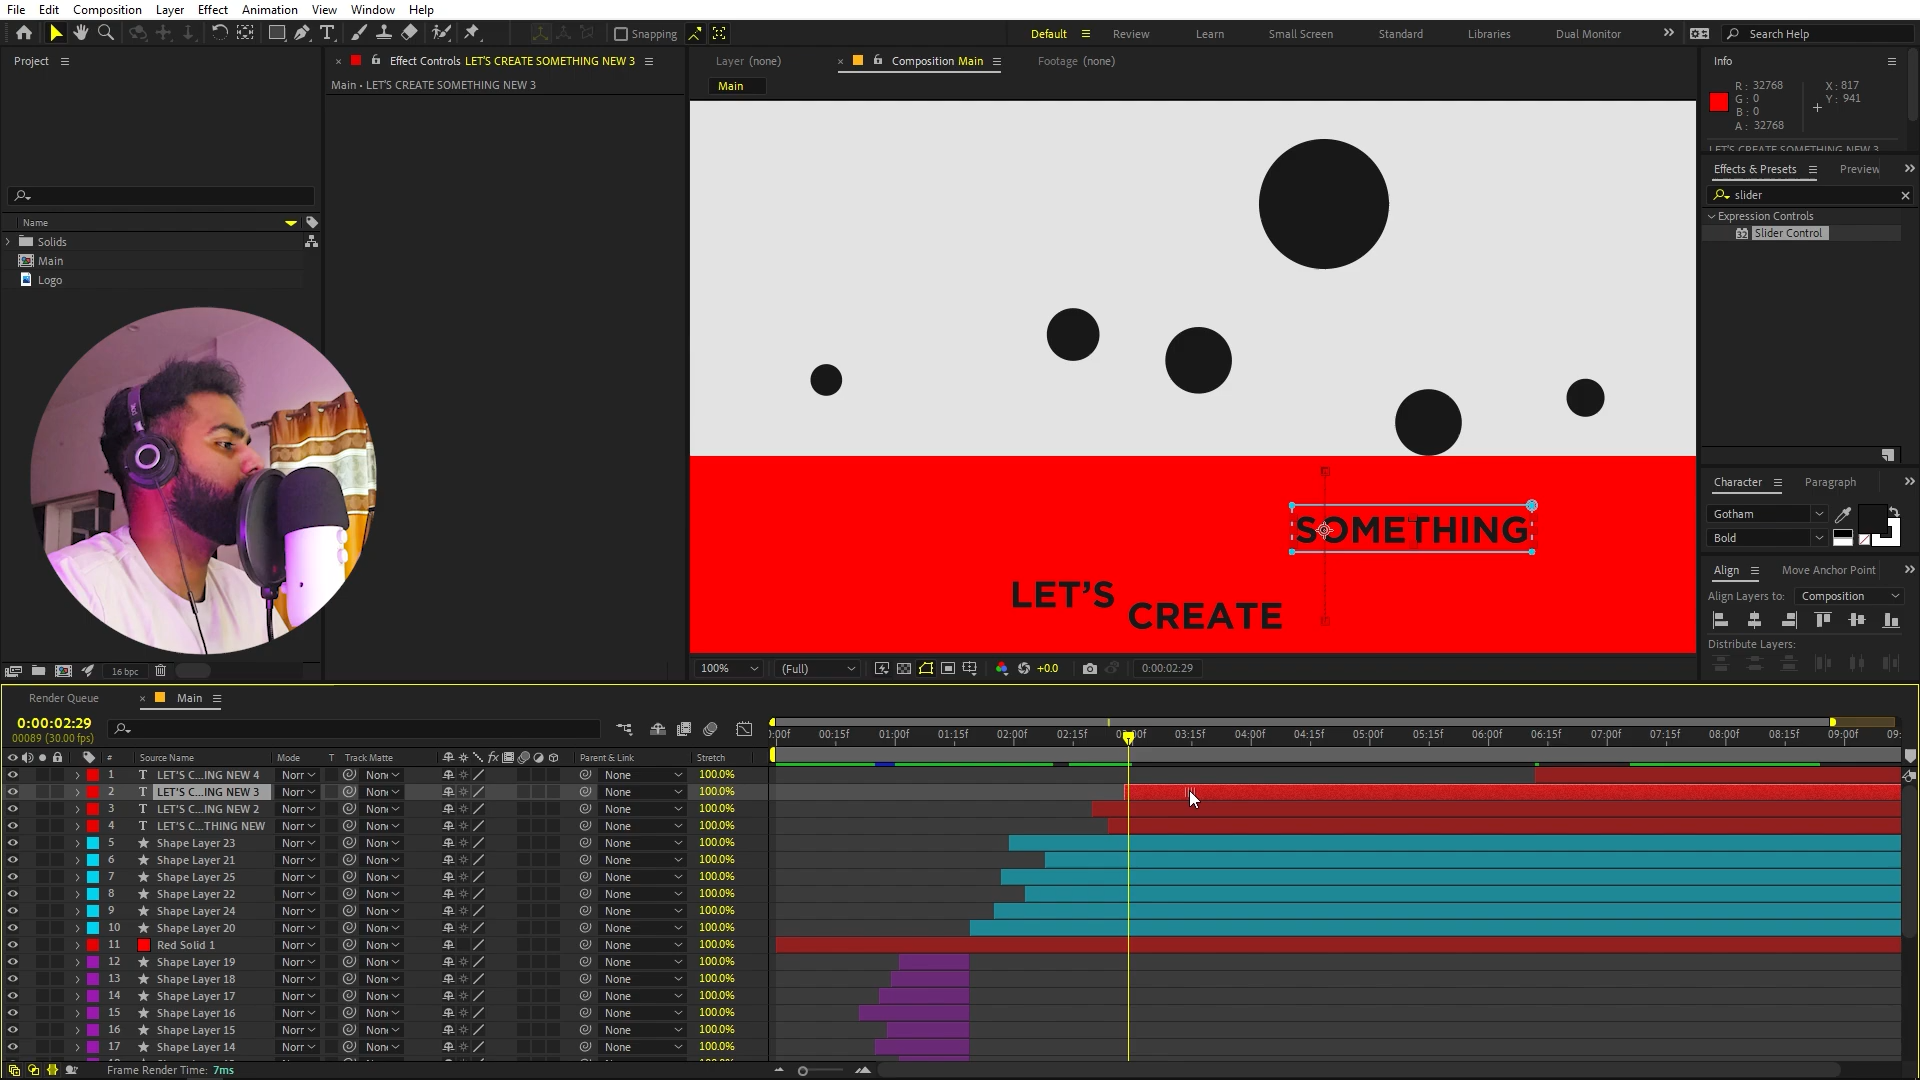 File Edit Composition Layer Effect Animation View Window Help
Snapping
Default Review Learn Small Screen Standard Libraries Dual Monitor Search Help
Project
Effect Controls LET'S CREATE SOMETHING NEW 3
Main • LET'S CREATE SOMETHING NEW 3
Layer (none) Composition Main Footage (none)
Main
Info
R: 32768
G: 0
B: 0
A: 32768
X: 817
Y: 941
LET'S CREATE SOMETHING NEW 3
Effects & Presets Preview
slider
Expression Controls
Slider Control
Name
Solids
Main
Logo
SOMETHING
LET'S
CREATE
Character Paragraph
Gotham
Bold
Align Move Anchor Point
Align Layers to: Composition
Distribute Layers:
16 bpc
100% (Full) +0.0 0:00:02:29
Render Queue Main
0:00:02:29
00089 (30.00 fps)
:00f 00:15f 01:00f 01:15f 02:00f 02:15f 03:15f 04:00f 04:15f 05:00f 05:15f 06:00f 06:15f 07:00f 07:15f 08:00f 08:15f 09:00f 09:
# Source Name Mode T Track Matte fx Parent & Link Stretch
1 T LET'S C...ING NEW 4 Norr None None 100.0%
2 T LET'S C...ING NEW 3 Norr None None 100.0%
3 T LET'S C...ING NEW 2 Norr None None 100.0%
4 T LET'S C...THING NEW Norr None None 100.0%
5 Shape Layer 23 Norr None None 100.0%
6 Shape Layer 21 Norr None None 100.0%
7 Shape Layer 25 Norr None None 100.0%
8 Shape Layer 22 Norr None None 100.0%
9 Shape Layer 24 Norr None None 100.0%
10 Shape Layer 20 Norr None None 100.0%
11 Red Solid 1 Norr None None 100.0%
12 Shape Layer 19 Norr None None 100.0%
13 Shape Layer 18 Norr None None 100.0%
14 Shape Layer 17 Norr None None 100.0%
15 Shape Layer 16 Norr None None 100.0%
16 Shape Layer 15 Norr None None 100.0%
17 Shape Layer 14 Norr None None 100.0%
Frame Render Time: 7ms